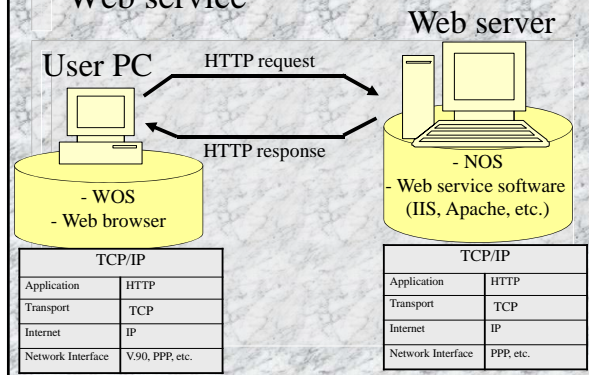 Web service
Web server
User PC
HTTP request
HTTP response
- WOS
- Web browser
- NOS
- Web service software
(IIS, Apache, etc.)
TCP/IP
Application HTTP
Transport TCP
Internet IP
Network Interface V.90, PPP, etc.
TCP/IP
Application HTTP
Transport TCP
Internet IP
Network Interface PPP, etc.